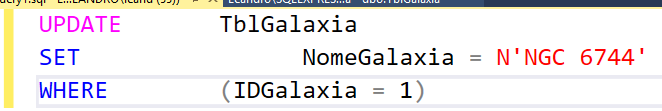 UPDATE TblGalaxia
SET NomeGalaxia = N'NGC 6744'
WHERE (IDGalaxia = 1)